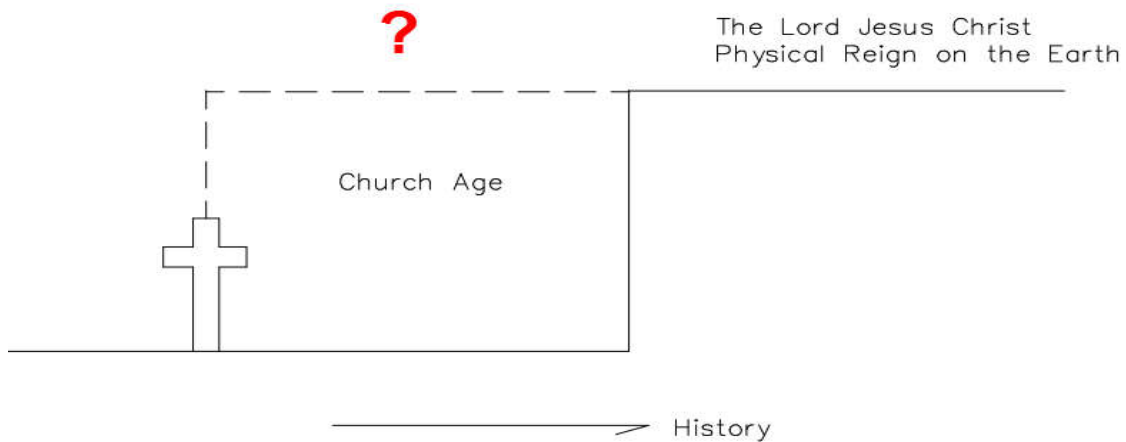 ?
The Lord Jesus Christ
Physical Reign on the Earth
Church Age
History